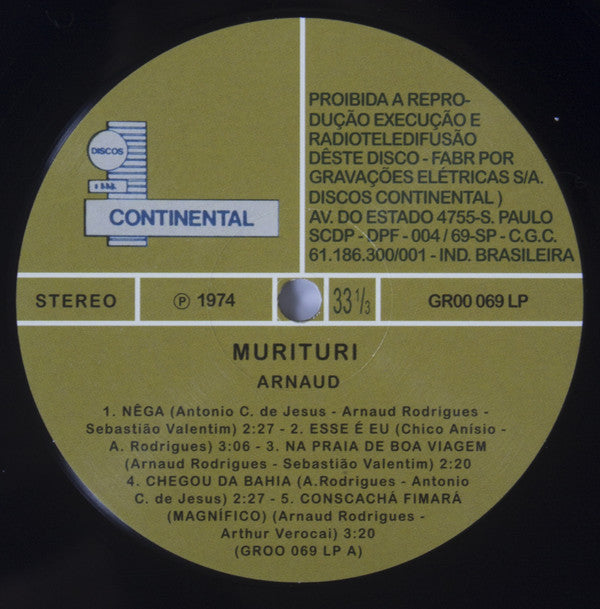 DISCOS
CONTINENTAL
PROIBIDA A REPRO-
DUÇÃO EXECUÇÃO E
RADIOTELEDIFUSÃO
DÊSTE DISCO - FABR POR
GRAVAÇÕES ELÉTRICAS S/A.
DISCOS CONTINENTAL )
AV. DO ESTADO 4755-S. PAULO
SCDP - DPF - 004 / 69-SP - C.G.C.
61.186.300/001 - IND. BRASILEIRA
STEREO
Ⓟ 1974
33 1/3
GR00 069 LP
MURITURI
ARNAUD
1. NÊGA (Antonio C. de Jesus - Arnaud Rodrigues -
Sebastião Valentim) 2:27 - 2. ESSE É EU (Chico Anísio -
A. Rodrigues) 3:06 - 3. NA PRAIA DE BOA VIAGEM
(Arnaud Rodrigues - Sebastião Valentim) 2:20
4. CHEGOU DA BAHIA (A.Rodrigues - Antonio
C. de Jesus) 2:27 - 5. CONSCACHÁ FIMARÁ
(MAGNÍFICO) (Arnaud Rodrigues -
Arthur Verocai) 3:20
(GROO 069 LP A)